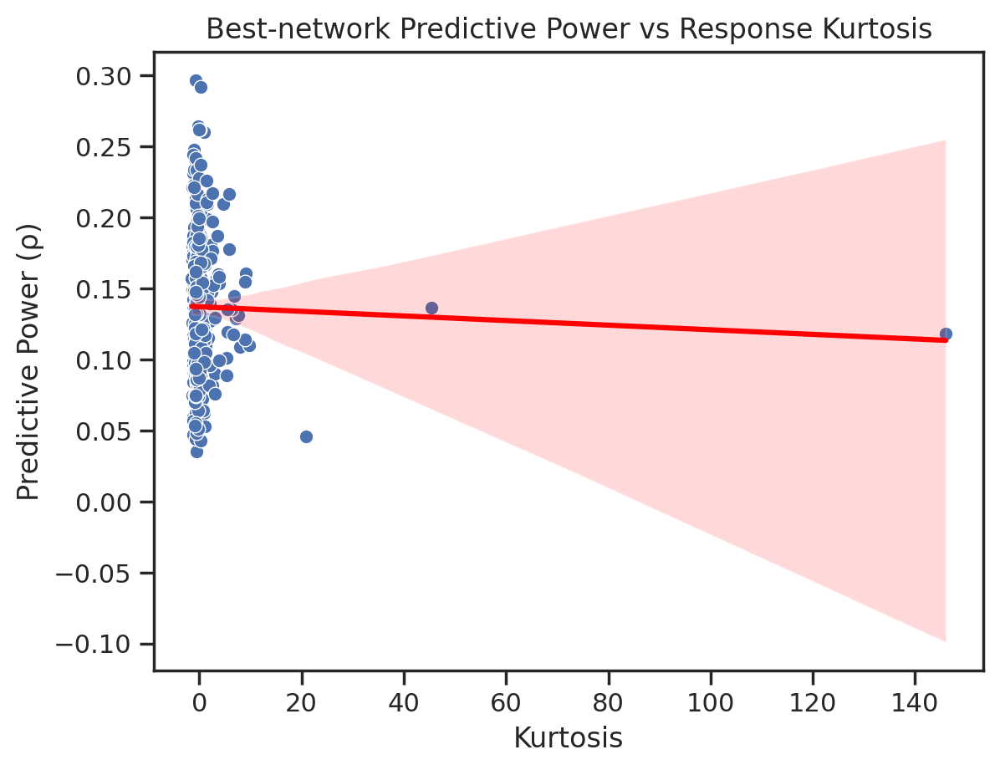 Best-network Predictive Power vs Response Kurtosis
Predictive Power (ρ)
0.30
0.25
0.20
0.15
0.10
0.05
0.00
−0.05
−0.10
0 20 40 60 80 100 120 140
Kurtosis